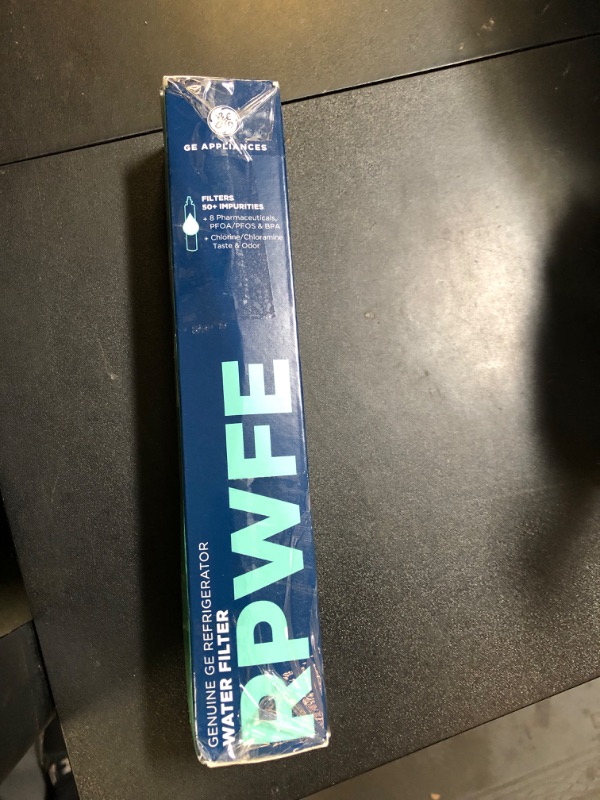 GE
GE APPLIANCES
FILTERS
50+ IMPURITIES
+ 8 Pharmaceuticals,
PFOA/PFOS & BPA
+ Chlorine/Chloramine
Taste & Odor
RPWFE
GENUINE GE REFRIGERATOR
WATER FILTER